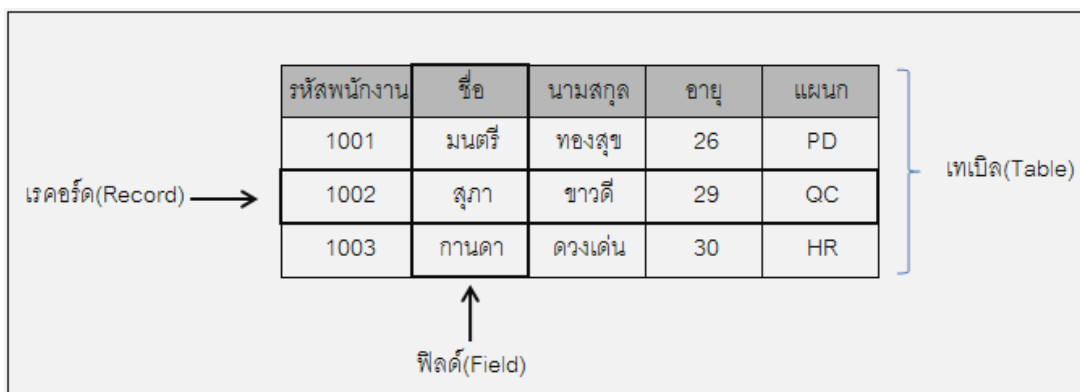 รหัสพนักงาน ชื่อ นามสกุล อายุ แผนก
1001 มนตรี ทองสุข 26 PD
เรคอร์ด(Record) 1002 สุภา ขาวดี 29 QC เทเบิล(Table)
1003 กานดา ดวงเด่น 30 HR
ฟิลด์(Field)